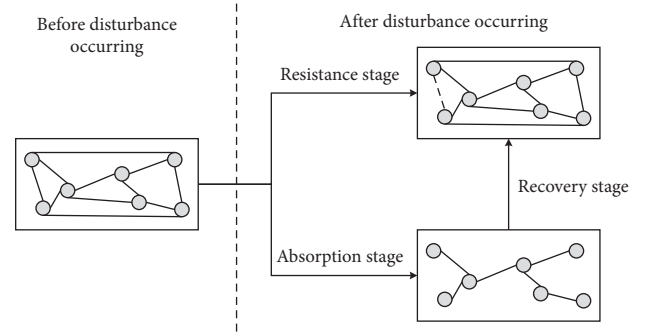 Before disturbance
occurring
After disturbance occurring
Resistance stage
Recovery stage
Absorption stage